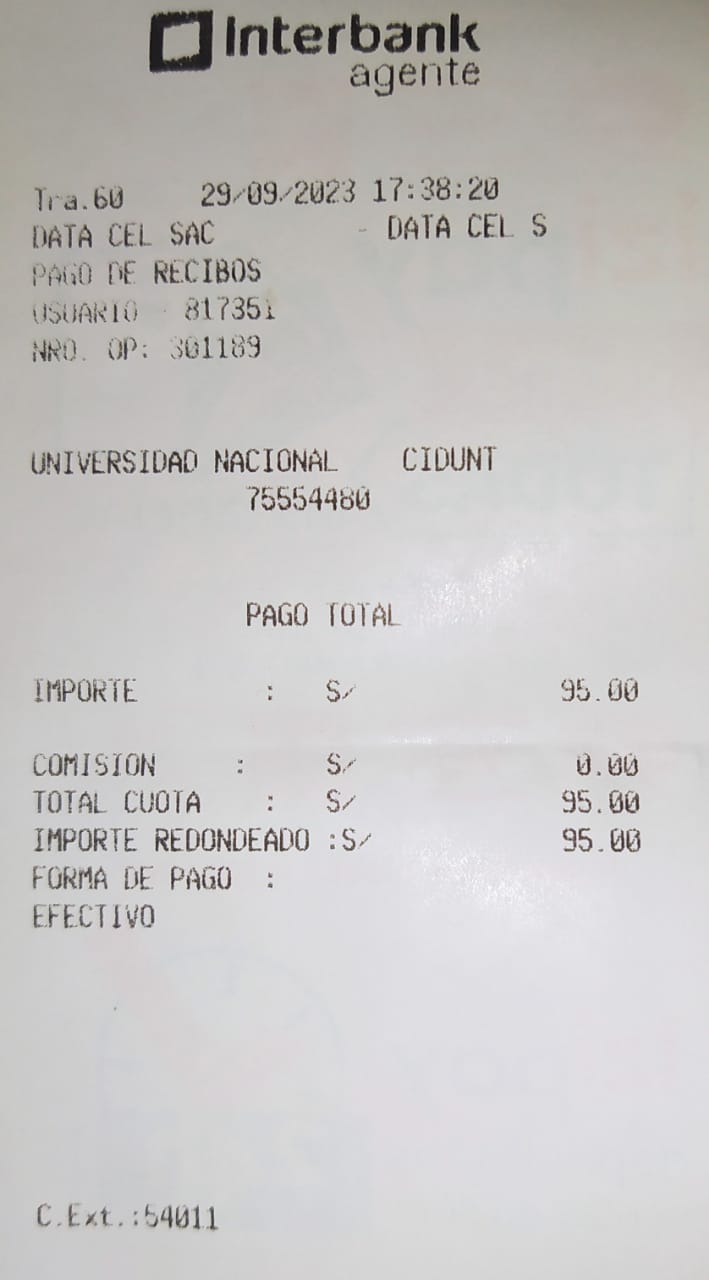 Interbank
agente
Tra.60 29/09/2023 17:38:20
DATA CEL SAC - DATA CEL S
PAGO DE RECIBOS
USUARIO : 817351
NRO. OP: 301189
UNIVERSIDAD NACIONAL CIDUNT
75554480
PAGO TOTAL
IMPORTE : S/ 95.00
COMISION : S/ 0.00
TOTAL CUOTA : S/ 95.00
IMPORTE REDONDEADO :S/ 95.00
FORMA DE PAGO :
EFECTIVO
C.Ext.:54011